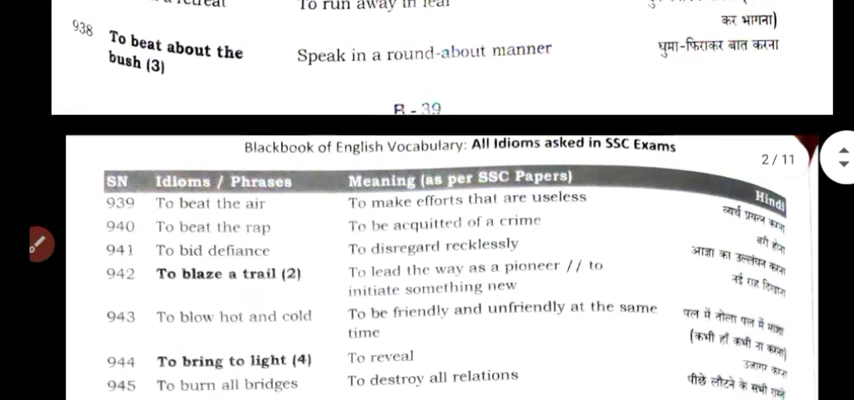 To run away in fear
कर भागना)
938 To beat about the bush (3) Speak in a round-about manner घुमा-फिराकर बात करना
B - 39
Blackbook of English Vocabulary: All Idioms asked in SSC Exams
2 / 11
SN Idioms / Phrases Meaning (as per SSC Papers) Hindi
939 To beat the air To make efforts that are useless व्यर्थ प्रयत्न करना
940 To beat the rap To be acquitted of a crime बरी होना
941 To bid defiance To disregard recklessly आज्ञा का उल्लंघन करना
942 To blaze a trail (2) To lead the way as a pioneer // to नई राह दिखाना
initiate something new
943 To blow hot and cold To be friendly and unfriendly at the same पल में तोला पल में माशा
time (कभी हाँ कभी ना करना)
944 To bring to light (4) To reveal उजागर करना
945 To burn all bridges To destroy all relations पीछे लौटने के सभी रास्ते